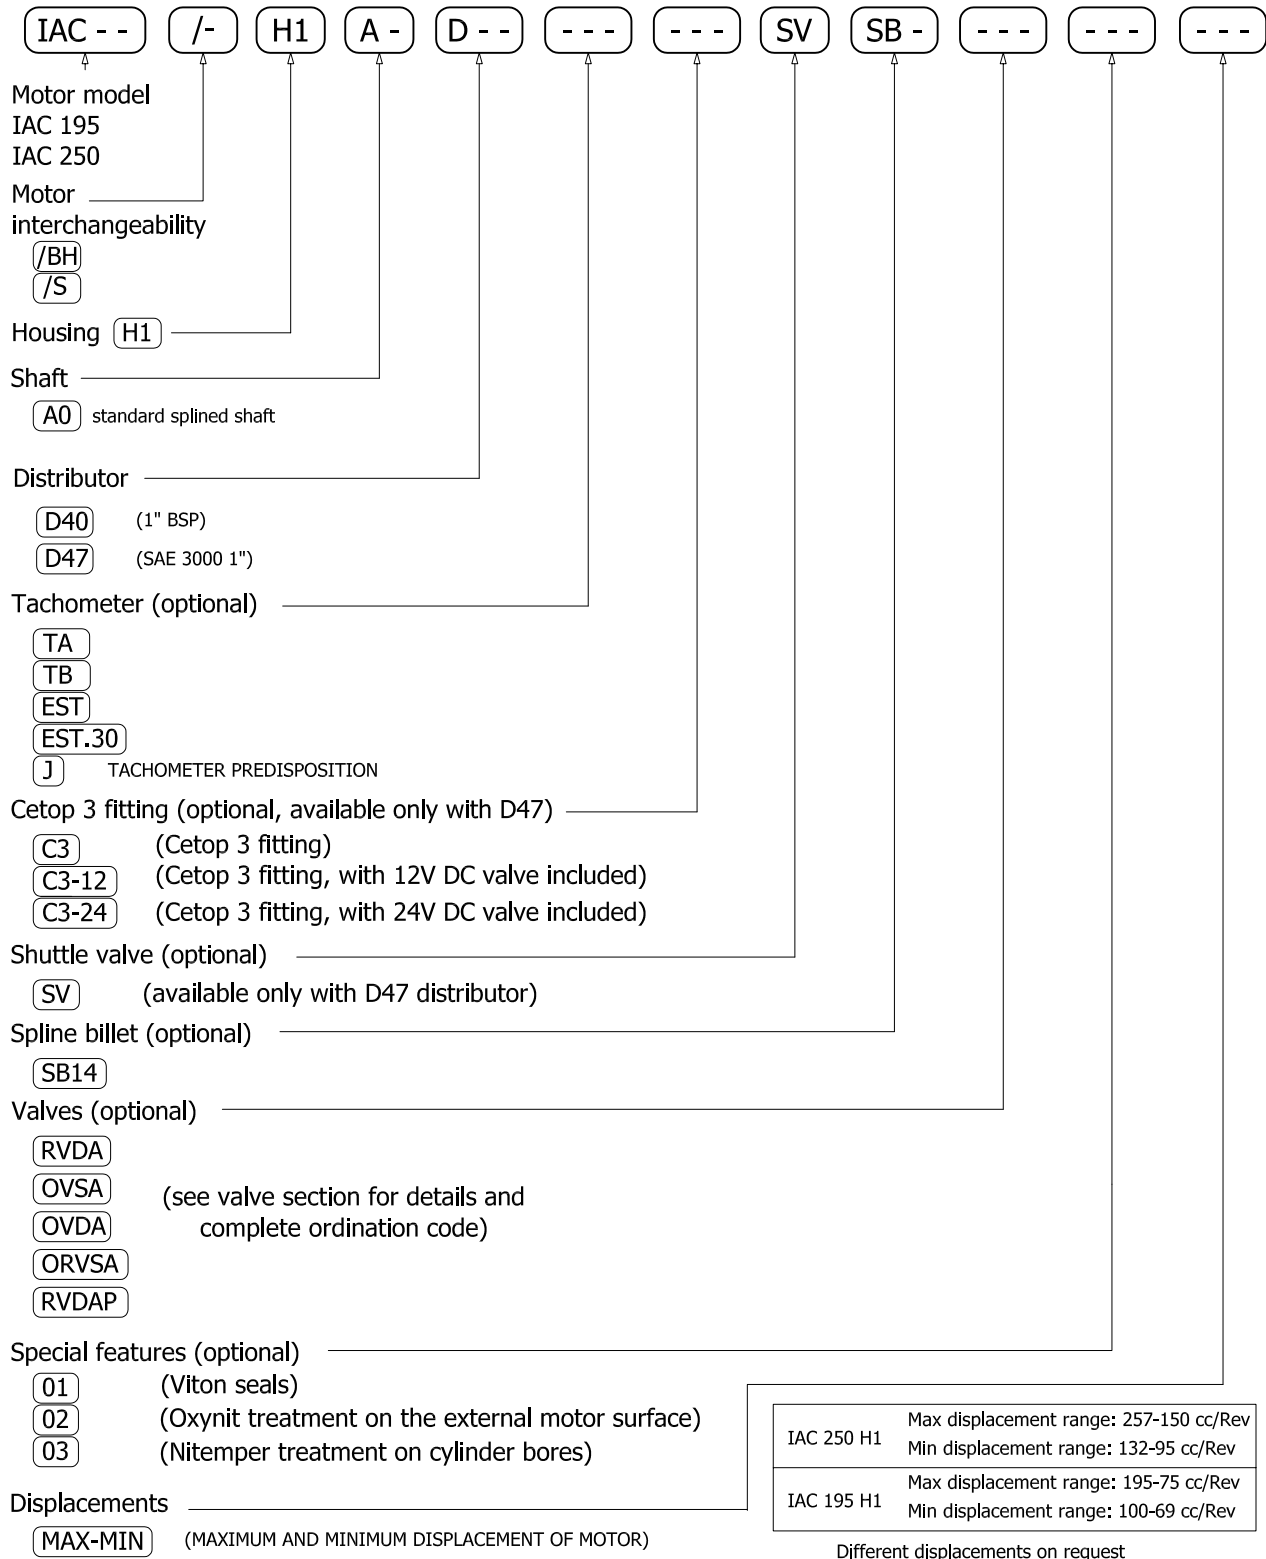 IAC - - /- H1 A - D - - - - - - - - SV SB - - - - - - - - - -
Motor model
IAC 195
IAC 250
Motor
interchangeability
/BH
/S
Housing H1
Shaft
A0 standard splined shaft
Distributor
D40 (1" BSP)
D47 (SAE 3000 1")
Tachometer (optional)
TA
TB
EST
EST.30
J TACHOMETER PREDISPOSITION
Cetop 3 fitting (optional, available only with D47)
C3 (Cetop 3 fitting)
C3-12 (Cetop 3 fitting, with 12V DC valve included)
C3-24 (Cetop 3 fitting, with 24V DC valve included)
Shuttle valve (optional)
SV (available only with D47 distributor)
Spline billet (optional)
SB14
Valves (optional)
RVDA
OVSA
OVDA
ORVSA
RVDAP
(see valve section for details and
complete ordination code)
Special features (optional)
01 (Viton seals)
02 (Oxynit treatment on the external motor surface)
03 (Nitemper treatment on cylinder bores)
Displacements
MAX-MIN (MAXIMUM AND MINIMUM DISPLACEMENT OF MOTOR)
IAC 250 H1
Max displacement range: 257-150 cc/Rev
Min displacement range: 132-95 cc/Rev
IAC 195 H1
Max displacement range: 195-75 cc/Rev
Min displacement range: 100-69 cc/Rev
Different displacements on request